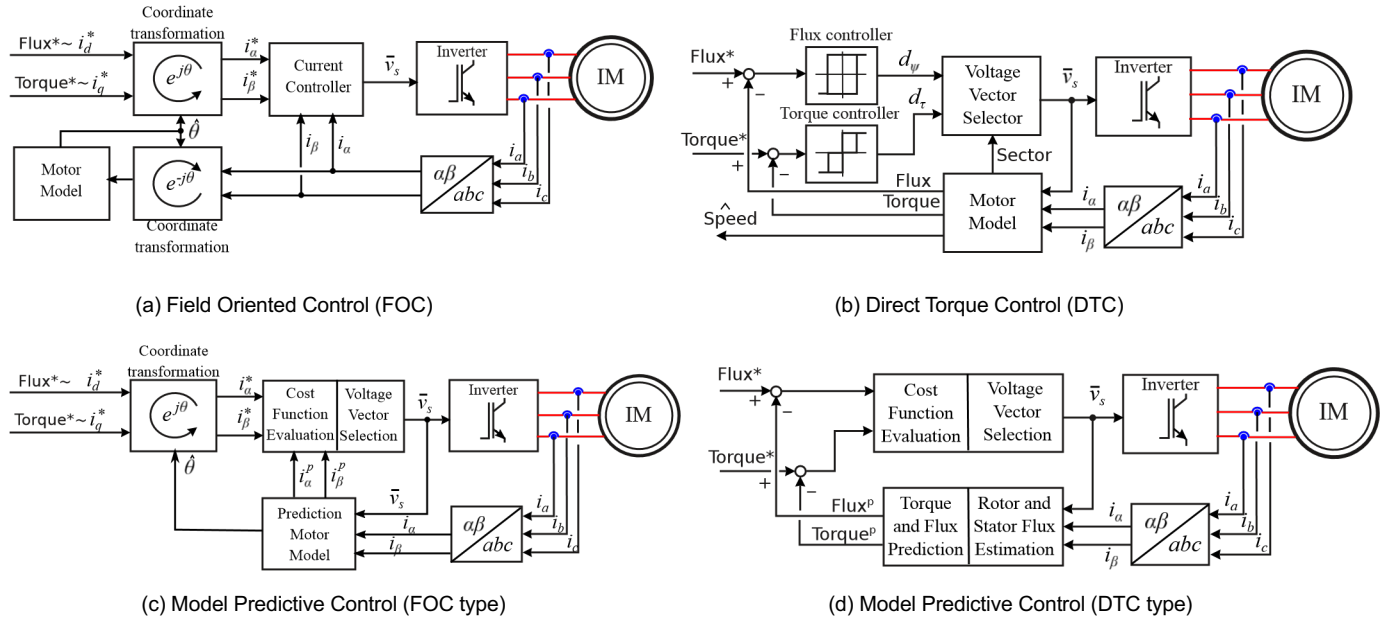 Coordinate
transformation
Flux*~ i_d^*
Torque*~ i_q^*
e^{jθ}
i_α^*
i_β^*
Current
Controller
v̄_s
Inverter
IM
θ̂
i_β
i_α
Motor
Model
e^{-jθ}
Coordinate
transformation
αβ
abc
i_a
i_b
i_c
(a) Field Oriented Control (FOC)
Flux controller
Flux*
+
−
d_ψ
Torque controller
Torque*
+
−
d_τ
Voltage
Vector
Selector
v̄_s
Inverter
IM
Sector
Flux
Torque
Spêed
Motor
Model
i_α
i_β
αβ
abc
i_a
i_b
i_c
(b) Direct Torque Control (DTC)
Coordinate
transformation
Flux*~ i_d^*
Torque*~ i_q^*
e^{jθ}
i_α^*
i_β^*
θ̂
Cost
Function
Evaluation
Voltage
Vector
Selection
v̄_s
Inverter
IM
i_α^p
i_β^p
Prediction
Motor
Model
v̄_s
i_α
i_β
αβ
abc
i_a
i_b
i_c
(c) Model Predictive Control (FOC type)
Flux*
+
−
Torque*
+
−
Cost
Function
Evaluation
Voltage
Vector
Selection
v̄_s
Inverter
IM
Flux^p
Torque^p
Torque
and Flux
Prediction
Rotor and
Stator Flux
Estimation
i_α
i_β
αβ
abc
i_a
i_b
i_c
(d) Model Predictive Control (DTC type)